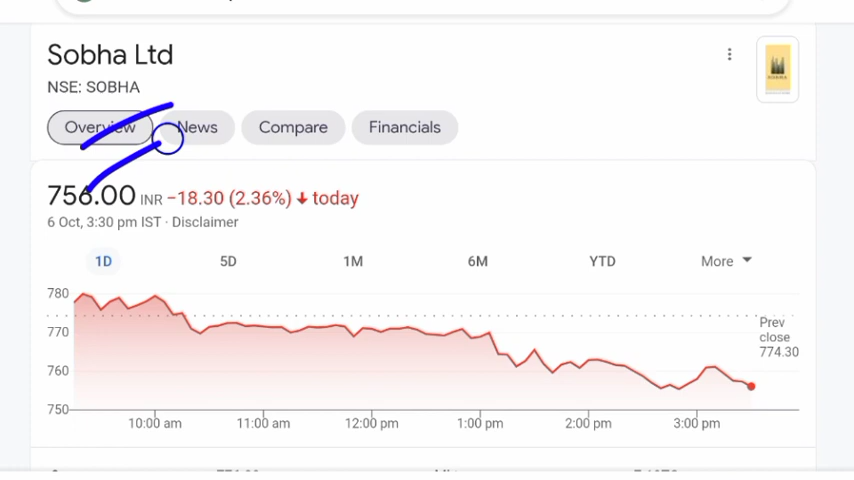 Sobha Ltd
NSE: SOBHA
Overview News Compare Financials
756.00 INR −18.30 (2.36%) ↓ today
6 Oct, 3:30 pm IST · Disclaimer
1D 5D 1M 6M YTD More
780
770
760
750
Prev
close
774.30
10:00 am 11:00 am 12:00 pm 1:00 pm 2:00 pm 3:00 pm